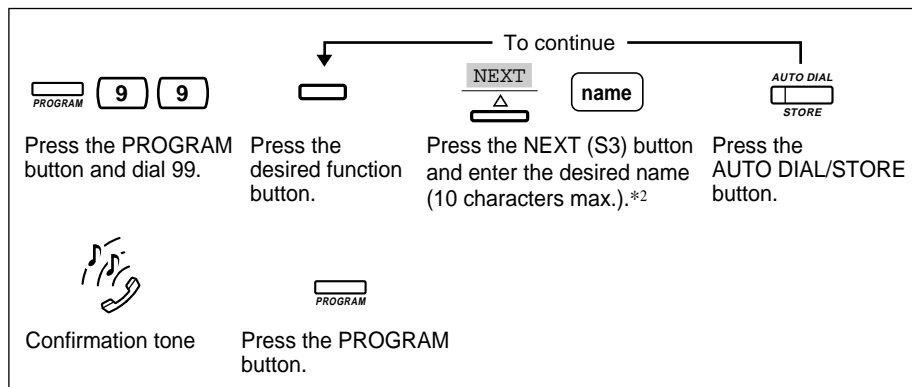 To continue
PROGRAM 9 9
NEXT
name
AUTO DIAL
STORE
Press the PROGRAM
button and dial 99.
Press the
desired function
button.
Press the NEXT (S3) button
and enter the desired name
(10 characters max.).*2
Press the
AUTO DIAL/STORE
button.
Confirmation tone
PROGRAM
Press the PROGRAM
button.